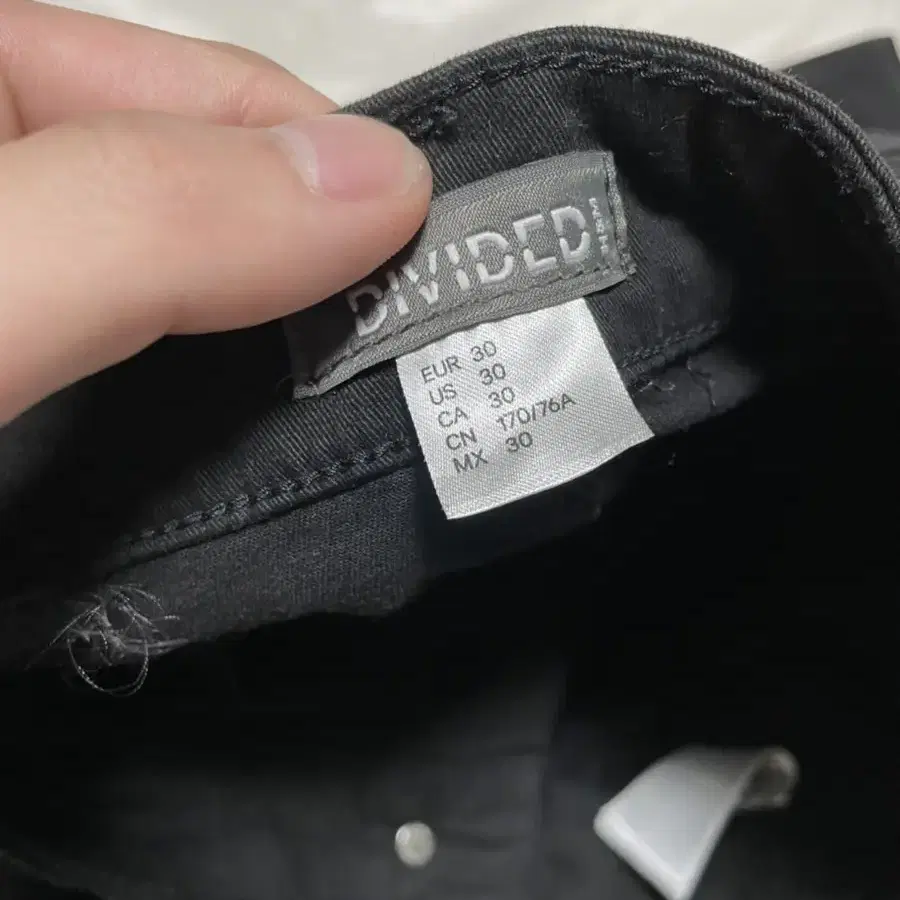 DIVIDED
H&M
EUR 30
US 30
CA 30
CN 170/76A
MX 30